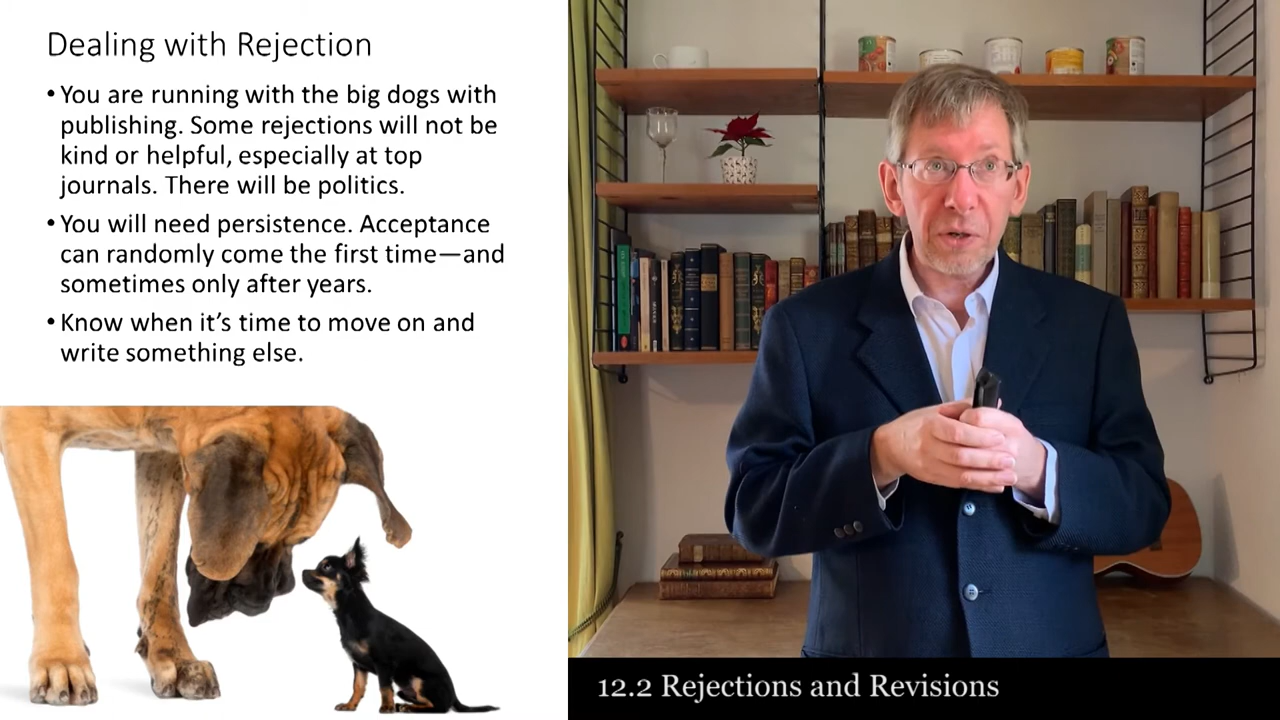 Dealing with Rejection
• You are running with the big dogs with
publishing. Some rejections will not be
kind or helpful, especially at top
journals. There will be politics.
• You will need persistence. Acceptance
can randomly come the first time—and
sometimes only after years.
• Know when it's time to move on and
write something else.
12.2 Rejections and Revisions